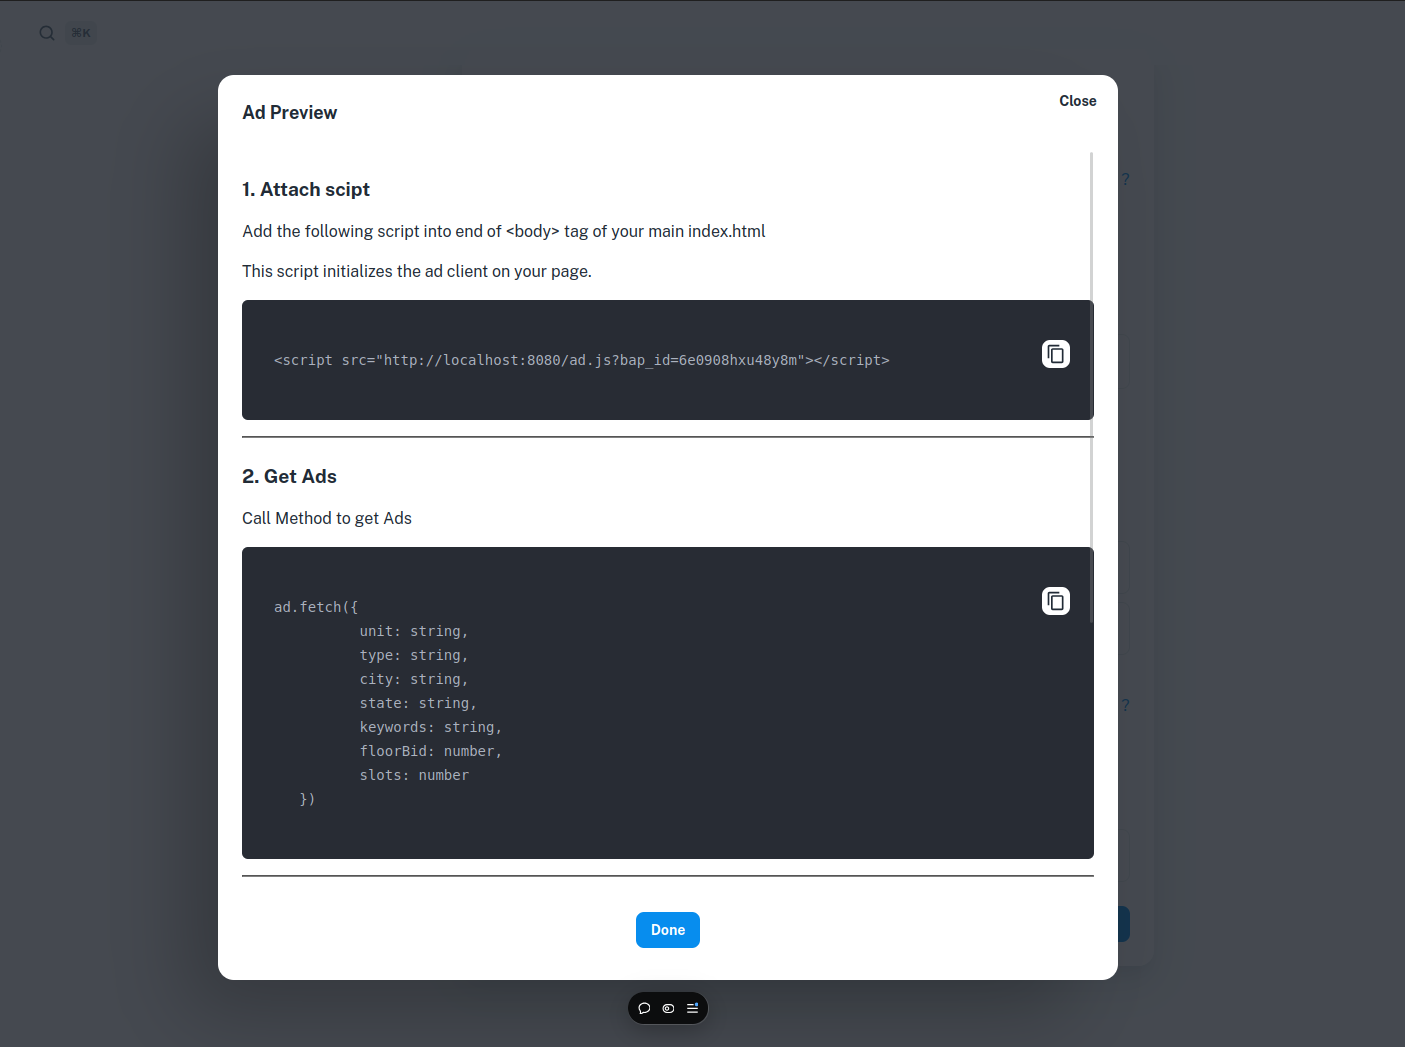 ⌘K
Ad Preview
Close
?
1. Attach scipt
Add the following script into end of <body> tag of your main index.html
This script initializes the ad client on your page.
<script src="http://localhost:8080/ad.js?bap_id=6e0908hxu48y8m"></script>
2. Get Ads
Call Method to get Ads
ad.fetch({
unit: string,
type: string,
city: string,
state: string,
keywords: string,
floorBid: number,
slots: number
})
?
Done